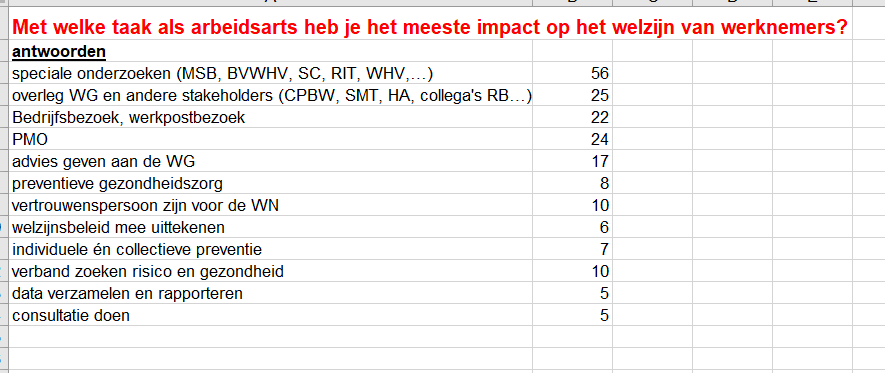 Met welke taak als arbeidsarts heb je het meeste impact op het welzijn van werknemers?
antwoorden
speciale onderzoeken (MSB, BVWHV, SC, RIT, WHV,…) 56
overleg WG en andere stakeholders (CPBW, SMT, HA, collega's RB…) 25
Bedrijfsbezoek, werkpostbezoek 22
PMO 24
advies geven aan de WG 17
preventieve gezondheidszorg 8
vertrouwenspersoon zijn voor de WN 10
welzijnsbeleid mee uittekenen 6
individuele én collectieve preventie 7
verband zoeken risico en gezondheid 10
data verzamelen en rapporteren 5
consultatie doen 5